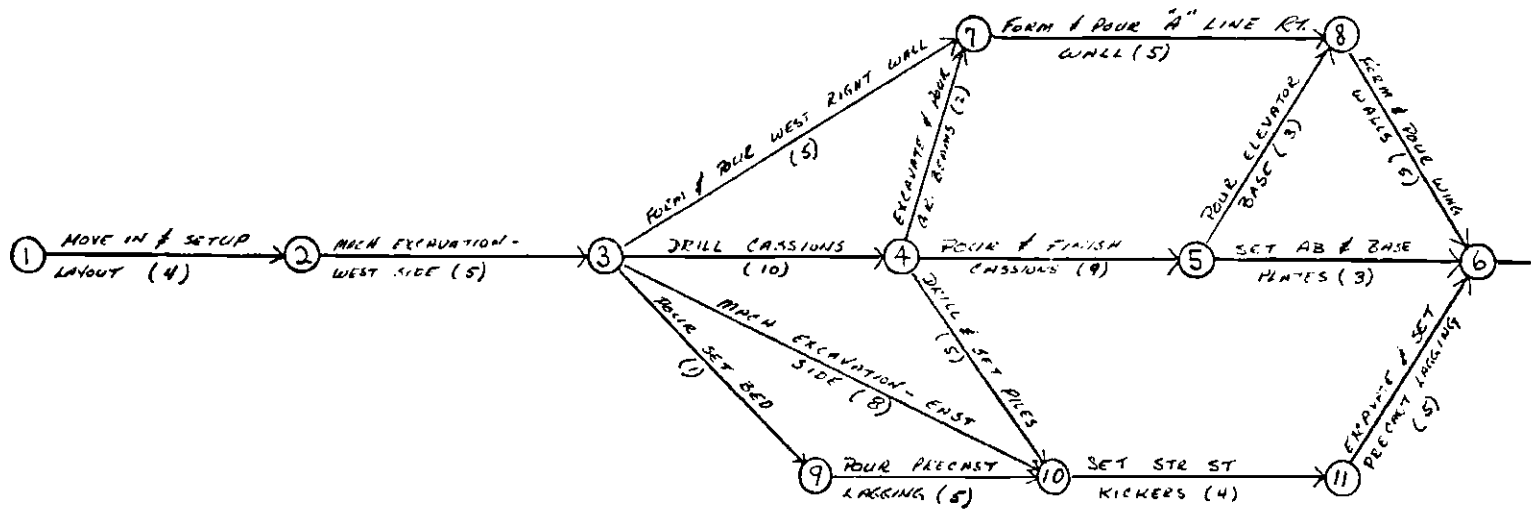 7
FORM & POUR "A" LINE RT.
WALL (5)
8
FORM & POUR WEST RIGHT WALL
(5)
EXCAVATE & POUR
GR. BEAMS (2)
POUR ELEVATOR
BASE (3)
FORM & POUR WING
WALLS (5)
1
MOVE IN & SETUP
LAYOUT (4)
2
MACH EXCAVATION-
WEST SIDE (5)
3
DRILL CASSIONS
(10)
4
POUR & FINISH
CASSIONS (9)
5
SET AB & BASE
PLATES (3)
6
POUR SET BED
(1)
MACH EXCAVATION- EAST
SIDE (8)
DRILL & SET PILES
(5)
EXCAVATE & SET
PRECAST LAGGING
(5)
9
POUR PRECAST
LAGGING (5)
10
SET STR ST
KICKERS (4)
11